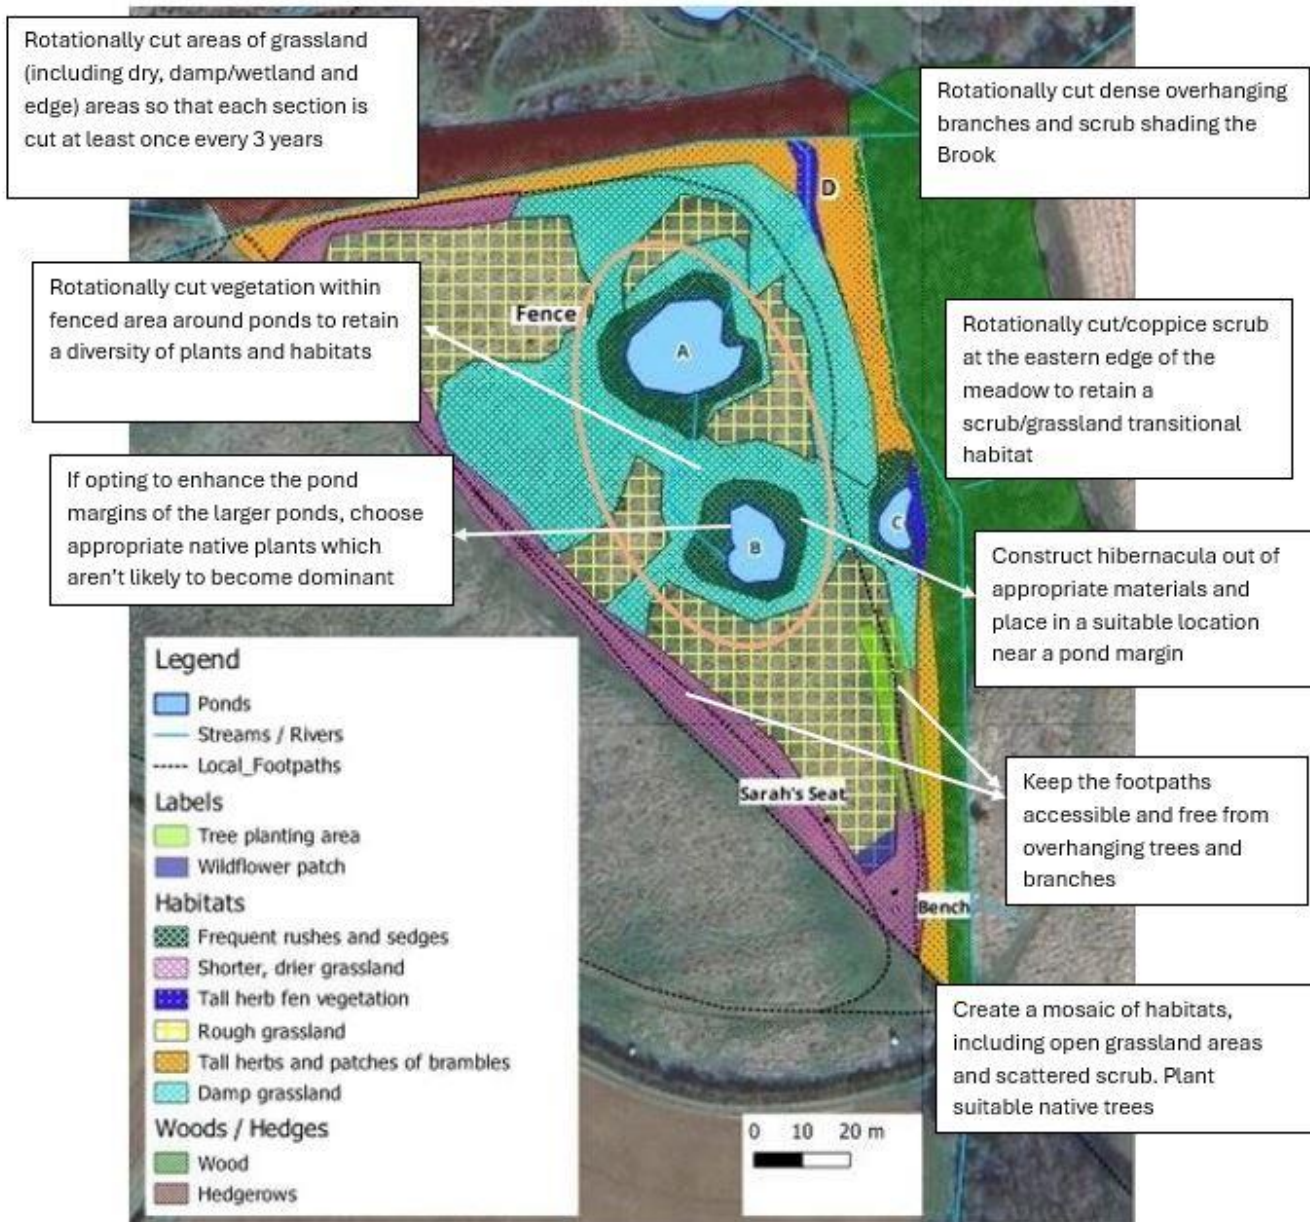 Rotationally cut areas of grassland
(including dry, damp/wetland and
edge) areas so that each section is
cut at least once every 3 years
Rotationally cut dense overhanging
branches and scrub shading the
Brook
D
Rotationally cut vegetation within
fenced area around ponds to retain
a diversity of plants and habitats
Fence
A
Rotationally cut/coppice scrub
at the eastern edge of the
meadow to retain a
scrub/grassland transitional
habitat
If opting to enhance the pond
margins of the larger ponds, choose
appropriate native plants which
aren't likely to become dominant
B
C
Construct hibernacula out of
appropriate materials and
place in a suitable location
near a pond margin
Legend
Ponds
Streams / Rivers
Local_Footpaths
Labels
Tree planting area
Wildflower patch
Habitats
Frequent rushes and sedges
Shorter, drier grassland
Tall herb fen vegetation
Rough grassland
Tall herbs and patches of brambles
Damp grassland
Woods / Hedges
Wood
Hedgerows
Sarah's Seat
Keep the footpaths
accessible and free from
overhanging trees and
branches
Bench
Create a mosaic of habitats,
including open grassland areas
and scattered scrub. Plant
suitable native trees
0 10 20 m